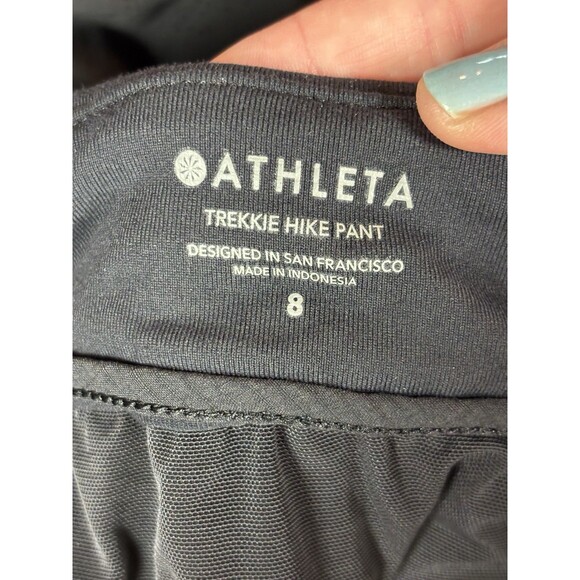 ATHLETA
TREKKIE HIKE PANT
DESIGNED IN SAN FRANCISCO
MADE IN INDONESIA
8